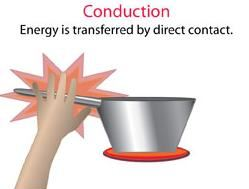 Conduction
Energy is transferred by direct contact.